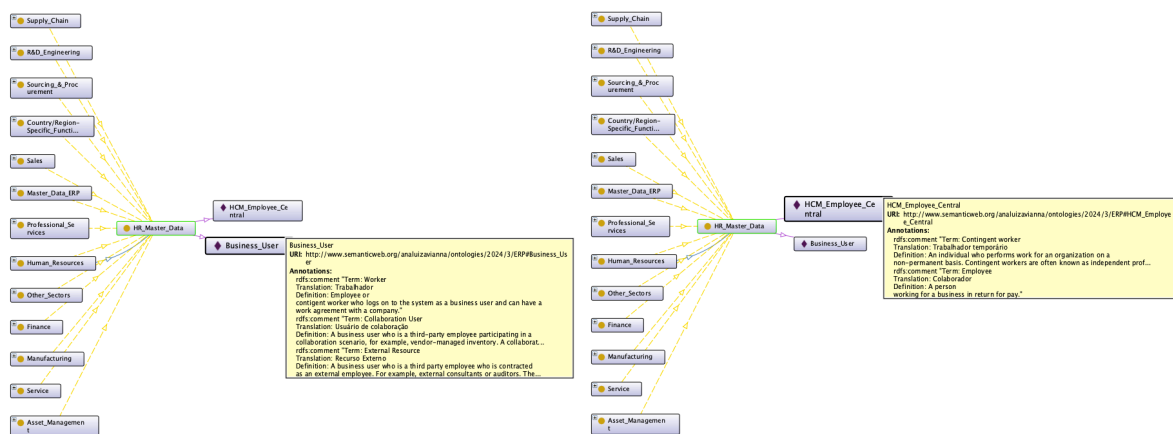 Supply_Chain
R&D_Engineering
Sourcing_&_Proc
urement
Country/Region-
Specific_Functi...
Sales
Master_Data_ERP
Professional_Se
rvices
Human_Resources
Other_Sectors
Finance
Manufacturing
Service
Asset_Managemen
t
HR_Master_Data
HCM_Employee_Ce
ntral
Business_User
Business_User
URI: http://www.semanticweb.org/analuizavianna/ontologies/2024/3/ERP#Business_Us
er
Annotations:
rdfs:comment "Term: Worker
Translation: Trabalhador
Definition: Employee or
contigent worker who logs on to the system as a business user and can have a
work agreement with a company."
rdfs:comment "Term: Collaboration User
Translation: Usuário de colaboração
Definition: A business user who is a third-party employee participating in a
collaboration scenario, for example, vendor-managed inventory. A collaborat...
rdfs:comment "Term: External Resource
Translation: Recurso Externo
Definition: A business user who is a third party employee who is contracted
as an external employee. For example, external consultants or auditors. The...
Supply_Chain
R&D_Engineering
Sourcing_&_Proc
urement
Country/Region-
Specific_Functi...
Sales
Master_Data_ERP
Professional_Se
rvices
Human_Resources
Other_Sectors
Finance
Manufacturing
Service
Asset_Managemen
t
HR_Master_Data
HCM_Employee_Ce
ntral
Business_User
HCM_Employee_Central
URI: http://www.semanticweb.org/analuizavianna/ontologies/2024/3/ERP#HCM_Employe
e_Central
Annotations:
rdfs:comment "Term: Contingent worker
Translation: Trabalhador temporário
Definition: An individual who performs work for an organization on a
non-permanent basis. Contingent workers are often known as independent prof...
rdfs:comment "Term: Employee
Translation: Colaborador
Definition: A person
working for a business in return for pay."